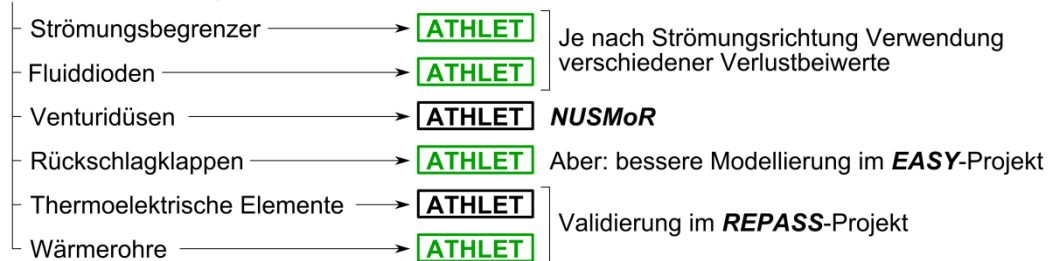 Strömungsbegrenzer ATHLET
Je nach Strömungsrichtung Verwendung
verschiedener Verlustbeiwerte
Fluiddioden ATHLET
Venturidüsen ATHLET NUSMoR
Rückschlagklappen ATHLET Aber: bessere Modellierung im EASY-Projekt
Thermoelektrische Elemente ATHLET
Validierung im REPASS-Projekt
Wärmerohre ATHLET